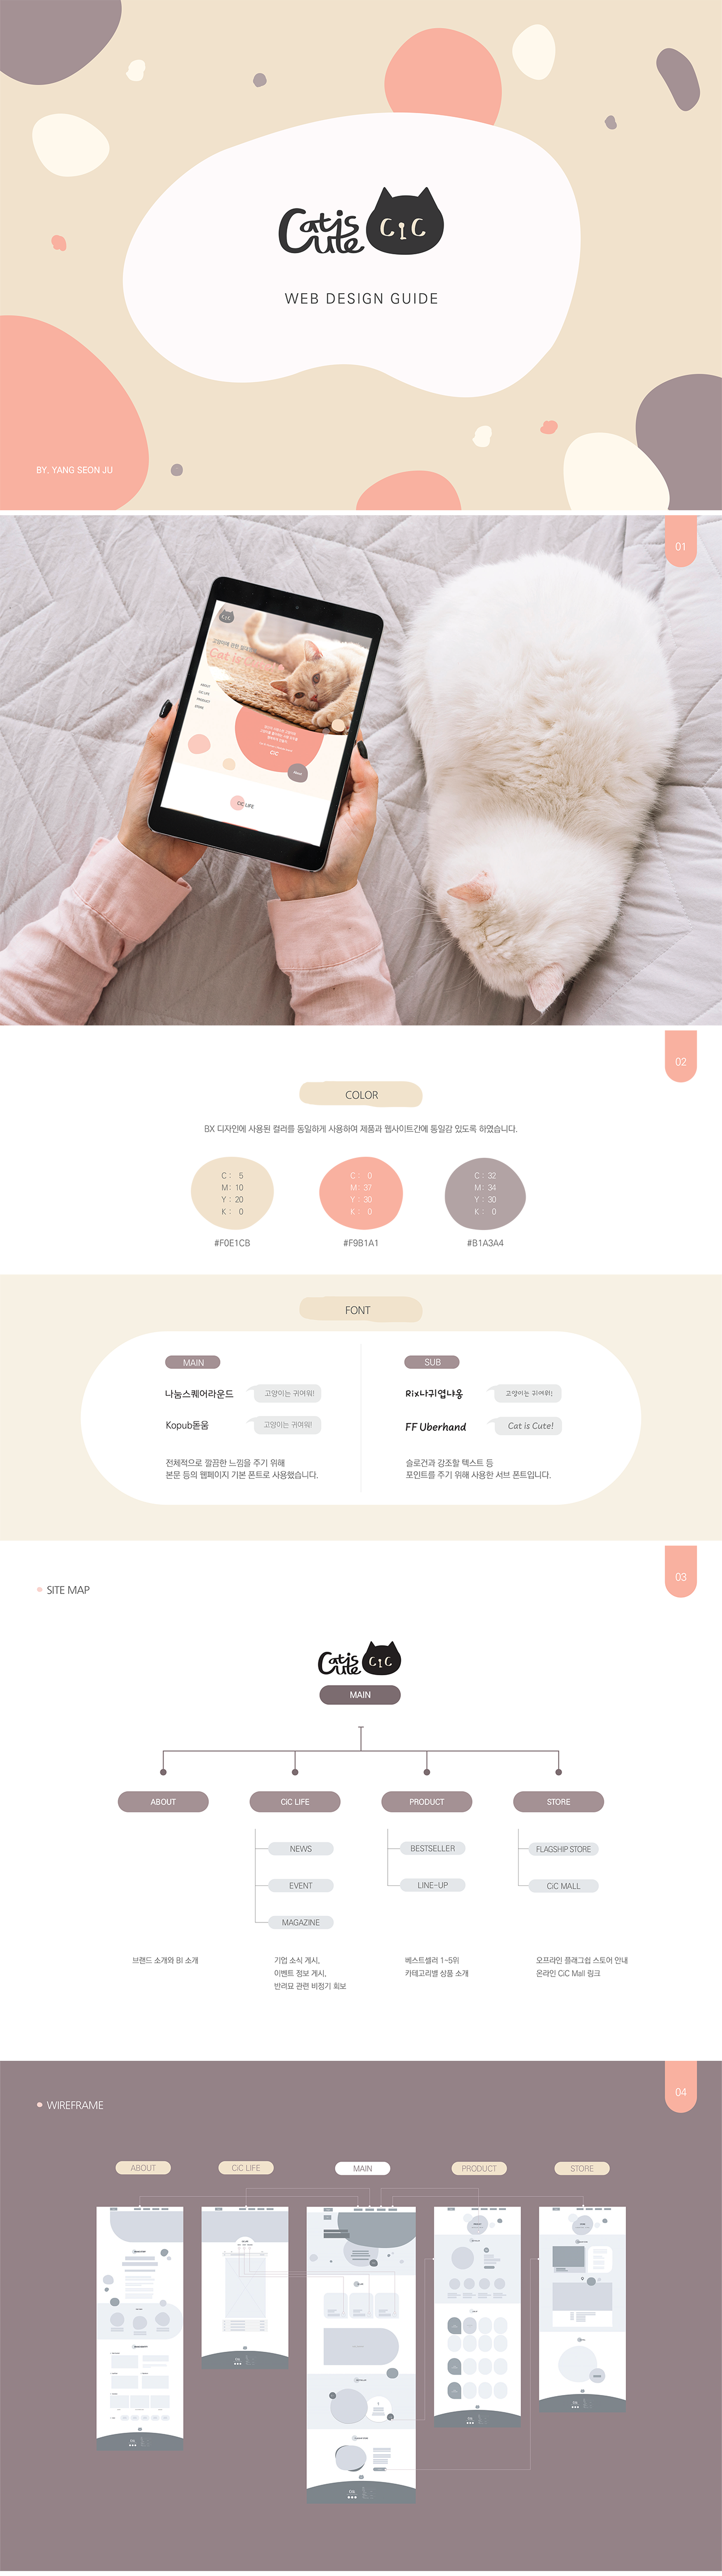 Cat is
Cute
CiC
WEB DESIGN GUIDE
BY. YANG SEON JU
01
CiC
ABOUT
CiC LIFE
PRODUCT
STORE
CiC
CiC LIFE
02
COLOR
BX 디자인에 사용된 컬러를 동일하게 사용하여 제품과 웹사이트간에 통일감 있도록 하였습니다.
C : 5
M : 10
Y : 20
K : 0
#F0E1CB
C : 0
M : 37
Y : 30
K : 0
#F9B1A1
C : 32
M : 34
Y : 30
K : 0
#B1A3A4
FONT
MAIN
나눔스퀘어라운드
고양이는 귀여워!
Kopub돋움
고양이는 귀여워!
전체적으로 깔끔한 느낌을 주기 위해
본문 등의 웹페이지 기본 폰트로 사용했습니다.
SUB
Rix나귀엽냐옹
고양이는 귀여워!
FF Uberhand
Cat is Cute!
슬로건과 강조할 텍스트 등
포인트를 주기 위해 사용한 서브 폰트입니다.
03
SITE MAP
Cat is
Cute
CiC
MAIN
ABOUT
CiC LIFE
PRODUCT
STORE
NEWS
BESTSELLER
FLAGSHIP STORE
EVENT
LINE-UP
CiC MALL
MAGAZINE
브랜드 소개와 BI 소개
기업 소식 게시,
이벤트 정보 게시,
반려묘 관련 비정기 회보
베스트셀러 1~5위
카테고리별 상품 소개
오프라인 플래그쉽 스토어 안내
온라인 CiC Mall 링크
04
WIREFRAME
ABOUT
CiC LIFE
MAIN
PRODUCT
STORE